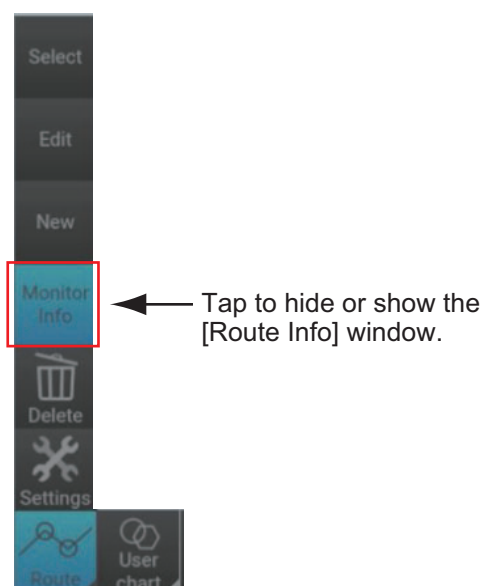 Select
Edit
New
Monitor
Info
Tap to hide or show the
[Route Info] window.
Delete
Settings
Route
User
chart